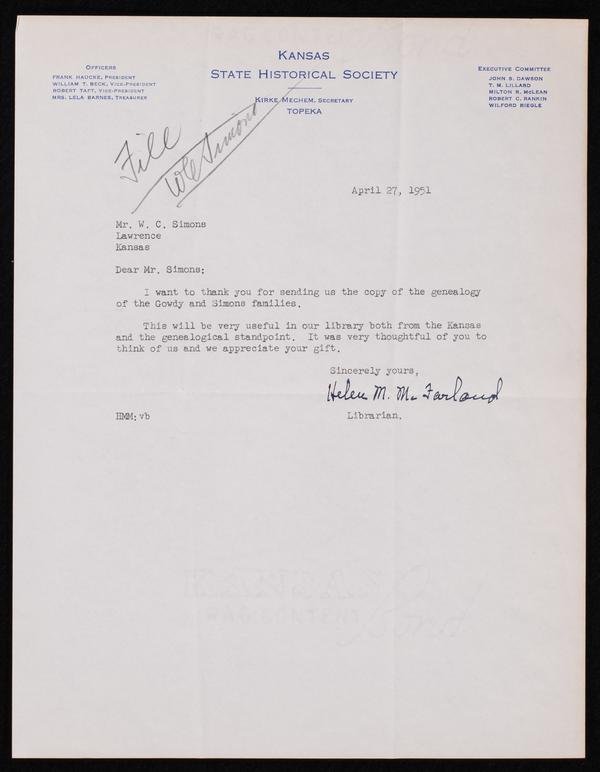 OFFICERS
FRANK HAUCKE, PRESIDENT
WILLIAM T. BECK, VICE-PRESIDENT
ROBERT TAFT, VICE-PRESIDENT
MRS. LELA BARNES, TREASURER
KANSAS
STATE HISTORICAL SOCIETY
KIRKE MECHEM, SECRETARY
TOPEKA
EXECUTIVE COMMITTEE
JOHN S. DAWSON
T. M. LILLARD
MILTON R. McLEAN
ROBERT C. RANKIN
WILFORD RIEGLE
File
WC Simons
April 27, 1951
Mr. W. C. Simons
Lawrence
Kansas
Dear Mr. Simons:
I want to thank you for sending us the copy of the genealogy
of the Gowdy and Simons families.
This will be very useful in our library both from the Kansas
and the genealogical standpoint. It was very thoughtful of you to
think of us and we appreciate your gift.
Sincerely yours,
Helen M. McFarland
HMM:vb
Librarian.